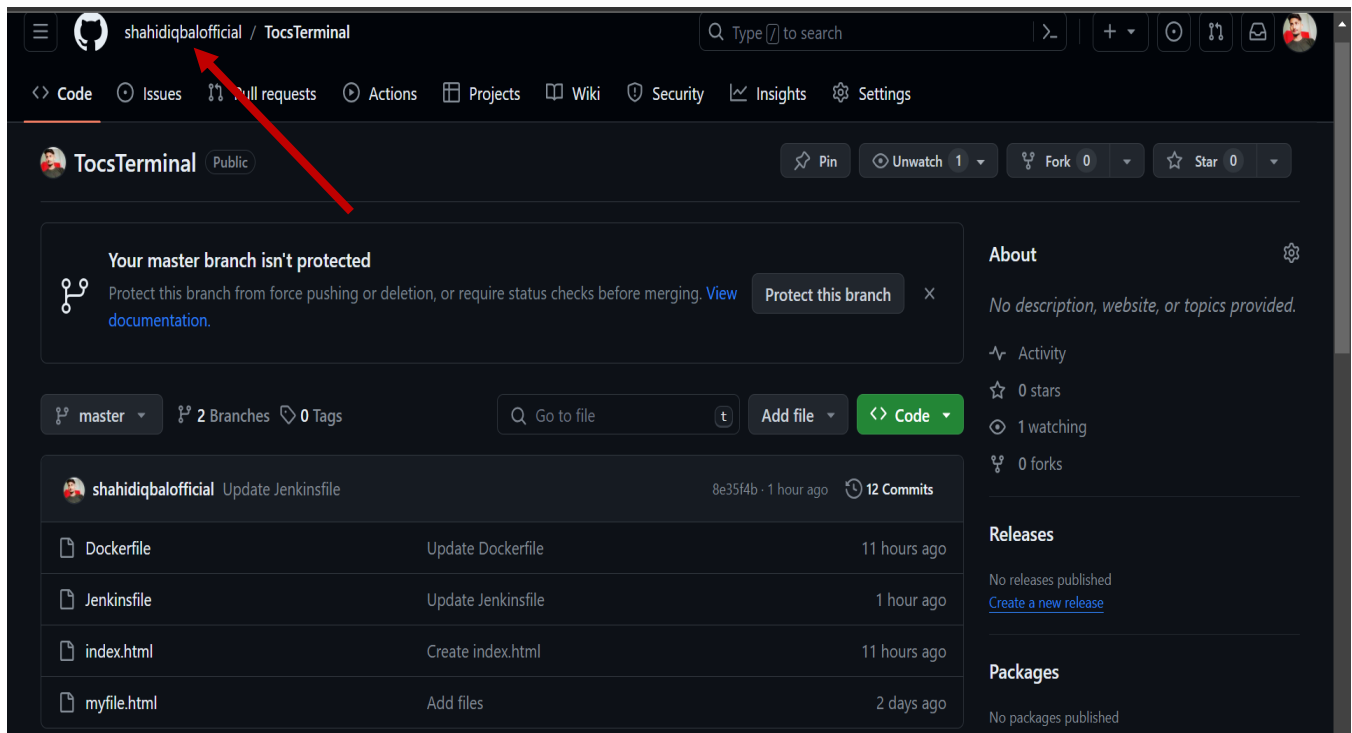 shahidiqbalofficial / TocsTerminal
Type / to search
Code Issues Pull requests Actions Projects Wiki Security Insights Settings
TocsTerminal Public
Pin Unwatch 1 Fork 0 Star 0
Your master branch isn't protected
Protect this branch from force pushing or deletion, or require status checks before merging. View
documentation.
Protect this branch
master 2 Branches 0 Tags
Go to file t
Add file
Code
shahidiqbalofficial Update Jenkinsfile 8e35f4b · 1 hour ago 12 Commits
Dockerfile Update Dockerfile 11 hours ago
Jenkinsfile Update Jenkinsfile 1 hour ago
index.html Create index.html 11 hours ago
myfile.html Add files 2 days ago
About
No description, website, or topics provided.
Activity
0 stars
1 watching
0 forks
Releases
No releases published
Create a new release
Packages
No packages published